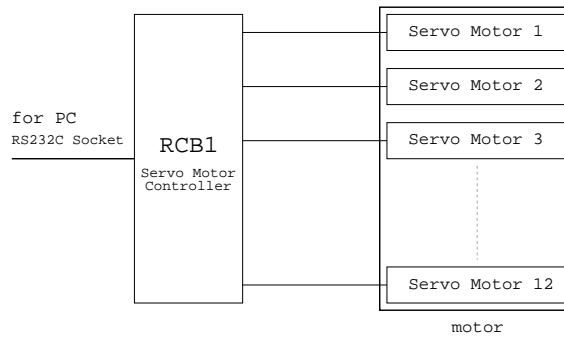 for PC
RS232C Socket
RCB1
Servo Motor
Controller
Servo Motor 1
Servo Motor 2
Servo Motor 3
Servo Motor 12
motor